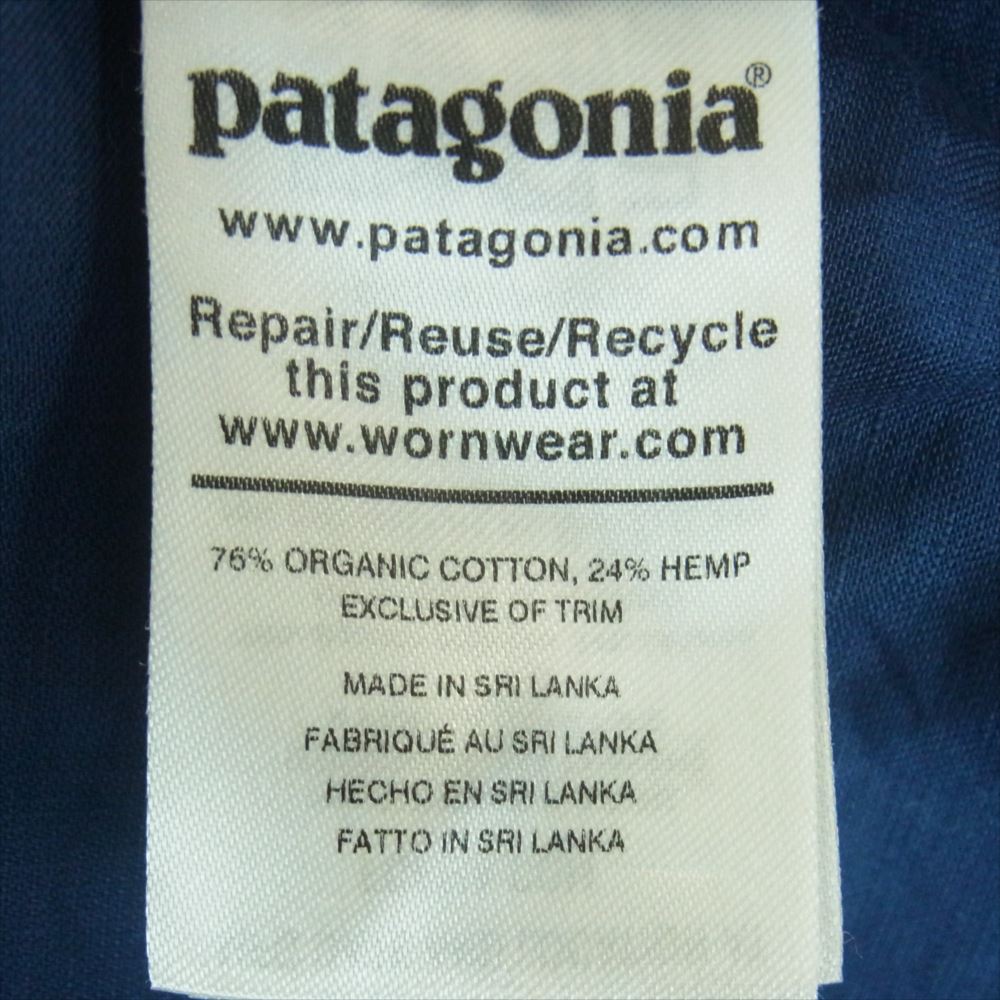 patagonia®
www.patagonia.com
Repair/Reuse/Recycle
this product at
www.wornwear.com
76% ORGANIC COTTON, 24% HEMP
EXCLUSIVE OF TRIM
MADE IN SRI LANKA
FABRIQUÉ AU SRI LANKA
HECHO EN SRI LANKA
FATTO IN SRI LANKA